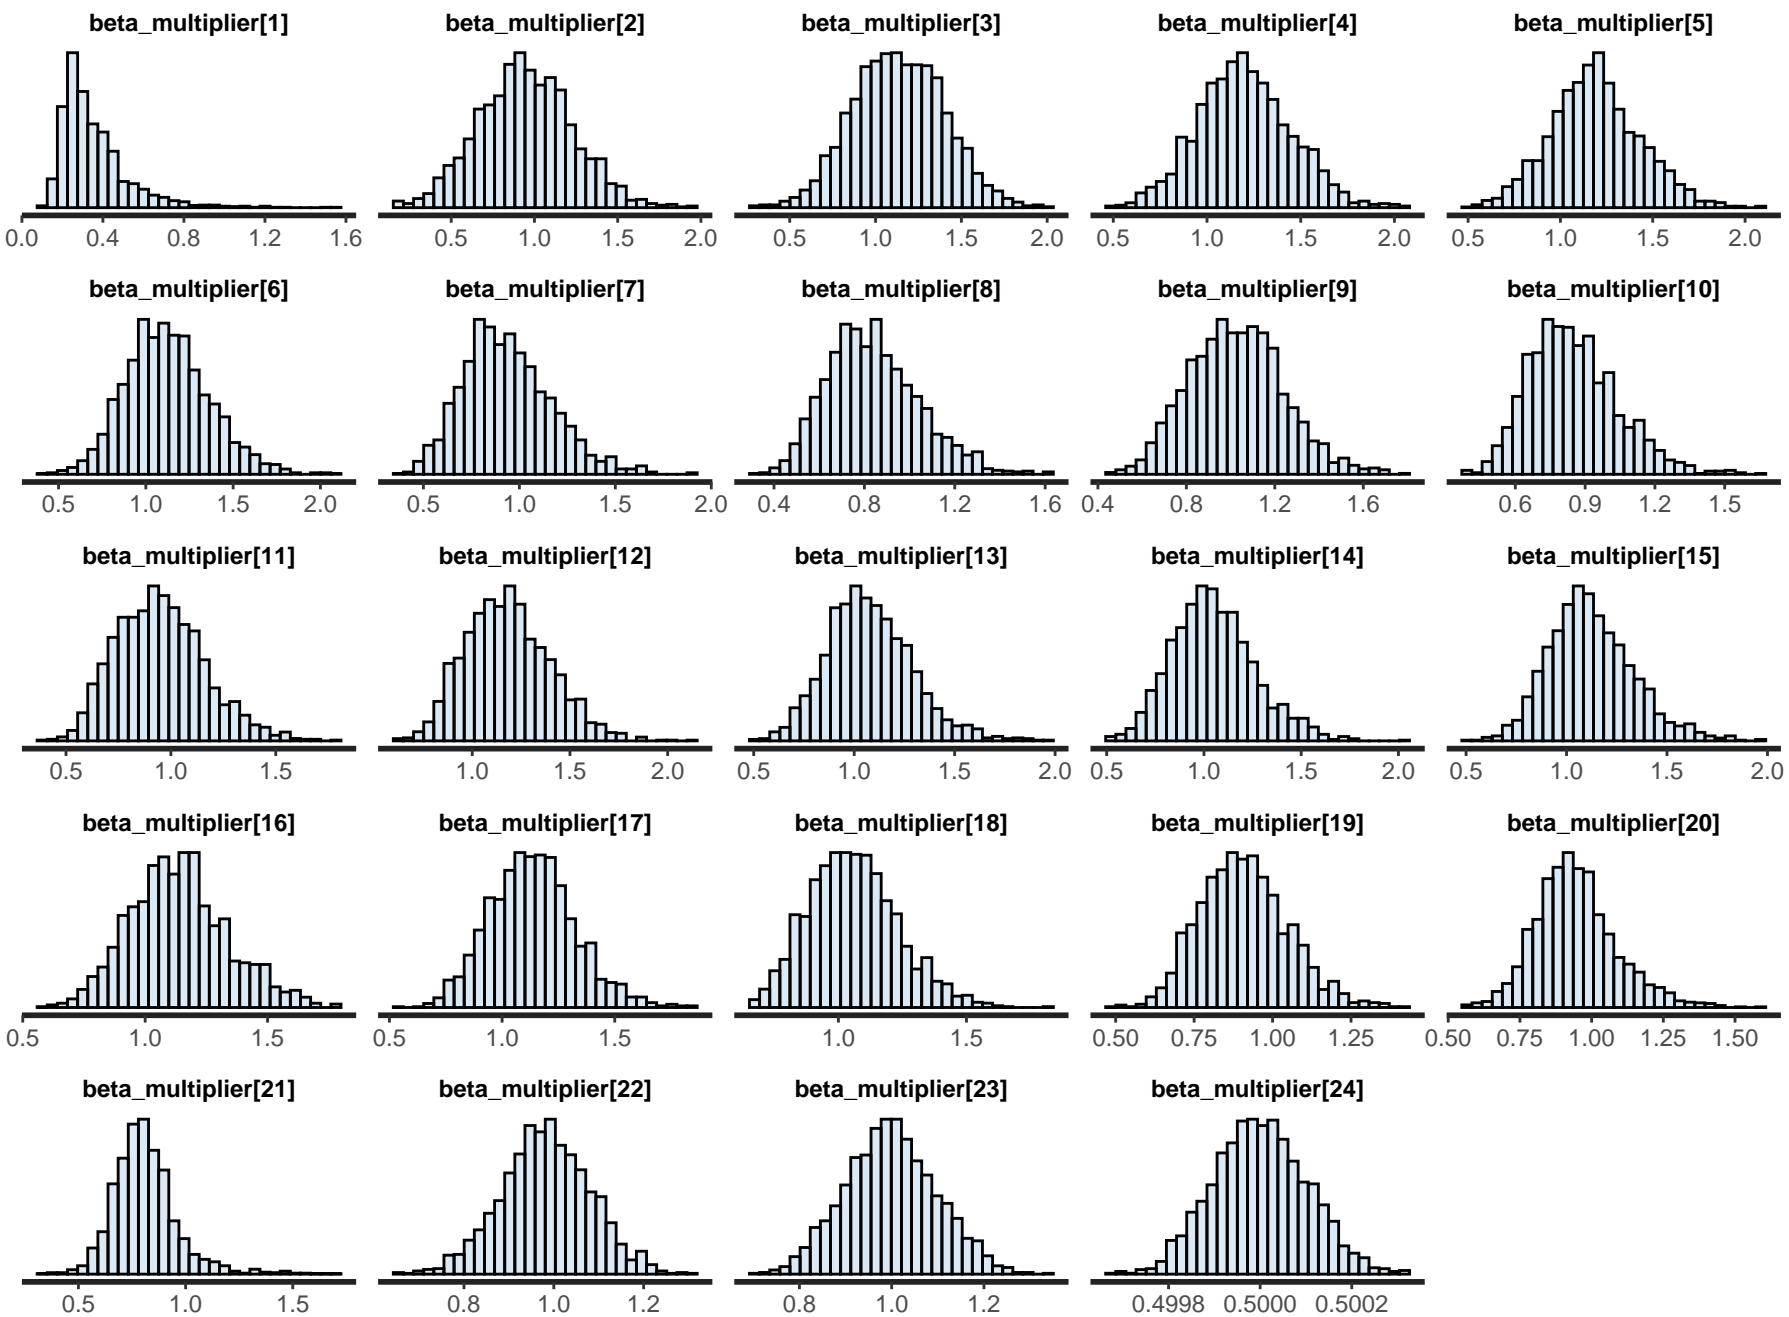 beta_multiplier[1] beta_multiplier[2] beta_multiplier[3] beta_multiplier[4] beta_multiplier[5]
0.0 0.4 0.8 1.2 1.6 0.5 1.0 1.5 2.0 0.5 1.0 1.5 2.0 0.5 1.0 1.5 2.0 0.5 1.0 1.5 2.0
beta_multiplier[6] beta_multiplier[7] beta_multiplier[8] beta_multiplier[9] beta_multiplier[10]
0.5 1.0 1.5 2.0 0.5 1.0 1.5 2.0 0.4 0.8 1.2 1.6 0.4 0.8 1.2 1.6 0.6 0.9 1.2 1.5
beta_multiplier[11] beta_multiplier[12] beta_multiplier[13] beta_multiplier[14] beta_multiplier[15]
0.5 1.0 1.5 1.0 1.5 2.0 0.5 1.0 1.5 2.0 0.5 1.0 1.5 2.0 0.5 1.0 1.5 2.0
beta_multiplier[16] beta_multiplier[17] beta_multiplier[18] beta_multiplier[19] beta_multiplier[20]
0.5 1.0 1.5 0.5 1.0 1.5 1.0 1.5 0.50 0.75 1.00 1.25 0.50 0.75 1.00 1.25 1.50
beta_multiplier[21] beta_multiplier[22] beta_multiplier[23] beta_multiplier[24]
0.5 1.0 1.5 0.8 1.0 1.2 0.8 1.0 1.2 0.4998 0.5000 0.5002